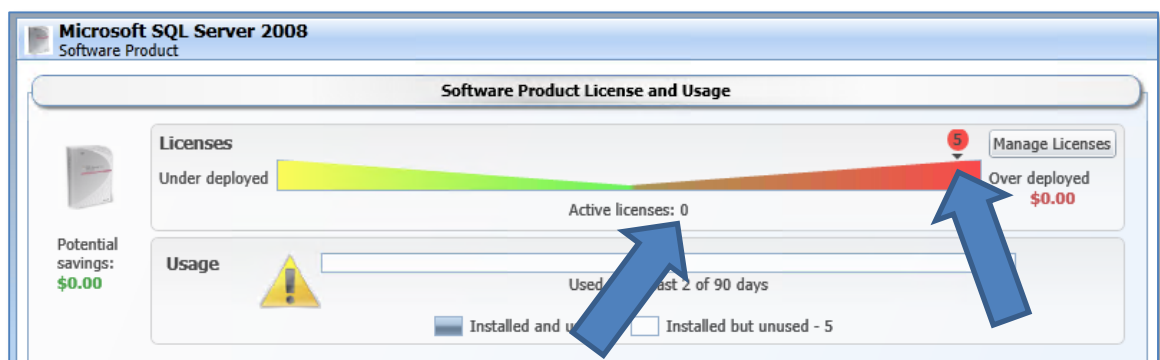 Microsoft SQL Server 2008
Software Product
Software Product License and Usage
Licenses
5
Manage Licenses
Under deployed
Over deployed
$0.00
Active licenses: 0
Potential
savings:
$0.00
Usage
Used 2 of 90 days
Installed and Installed but unused - 5